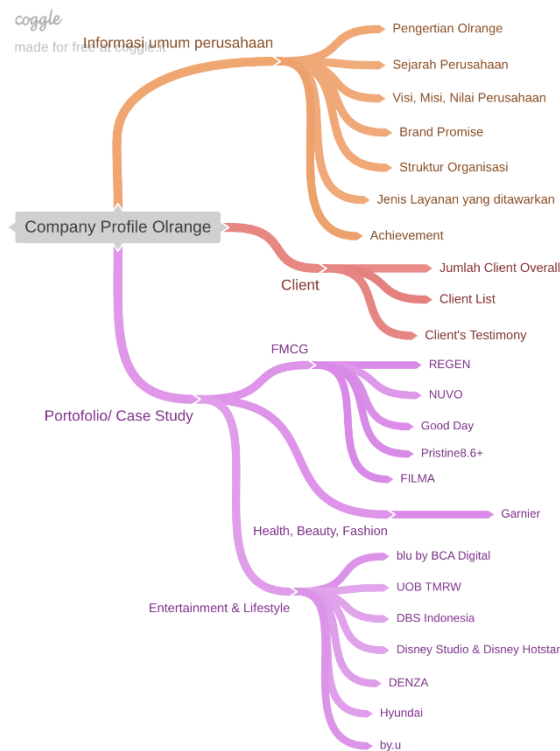 coggle
made for free at coggle.it
Informasi umum perusahaan
Pengertian Olrange
Sejarah Perusahaan
Visi, Misi, Nilai Perusahaan
Brand Promise
Struktur Organisasi
Jenis Layanan yang ditawarkan
Achievement
Company Profile Olrange
Client
Jumlah Client Overall
Client List
Client's Testimony
Portofolio/ Case Study
FMCG
REGEN
NUVO
Good Day
Pristine8.6+
FILMA
Health, Beauty, Fashion
Garnier
Entertainment & Lifestyle
blu by BCA Digital
UOB TMRW
DBS Indonesia
Disney Studio & Disney Hotstar
DENZA
Hyundai
by.u